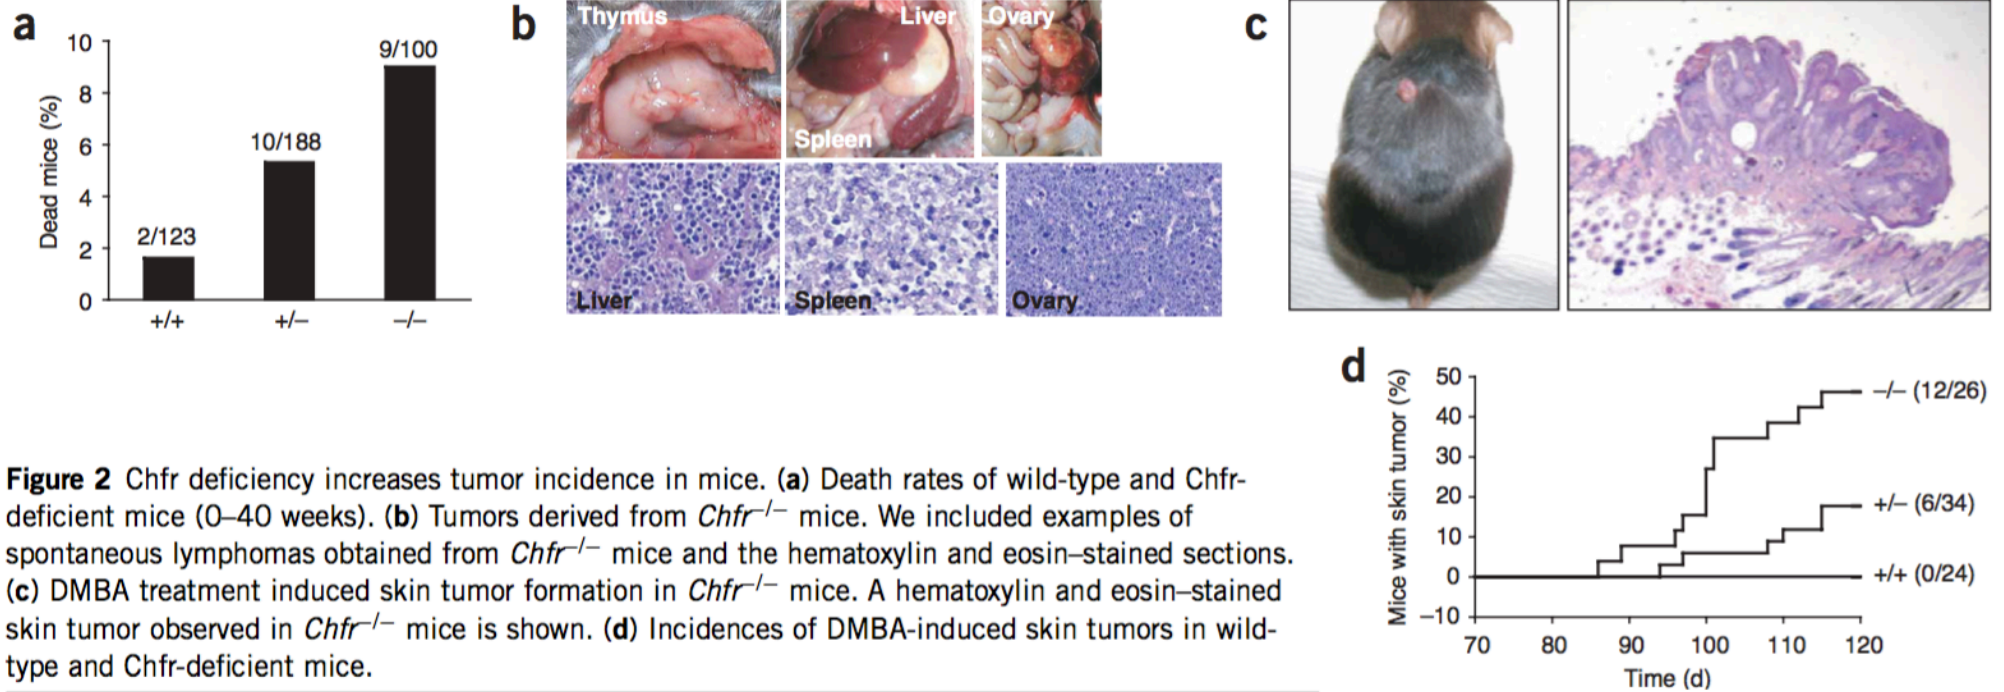 a
10
8
6
4
2
0
Dead mice (%)
2/123
10/188
9/100
+/+
+/–
–/–
b
Thymus
Liver
Spleen
Ovary
Liver
Spleen
Ovary
c
d
Mice with skin tumor (%)
50
40
30
20
10
0
–10
70 80 90 100 110 120
Time (d)
–/– (12/26)
+/– (6/34)
+/+ (0/24)
Figure 2 Chfr deficiency increases tumor incidence in mice. (a) Death rates of wild-type and Chfr-
deficient mice (0–40 weeks). (b) Tumors derived from Chfr–/– mice. We included examples of
spontaneous lymphomas obtained from Chfr–/– mice and the hematoxylin and eosin–stained sections.
(c) DMBA treatment induced skin tumor formation in Chfr–/– mice. A hematoxylin and eosin–stained
skin tumor observed in Chfr–/– mice is shown. (d) Incidences of DMBA-induced skin tumors in wild-
type and Chfr-deficient mice.